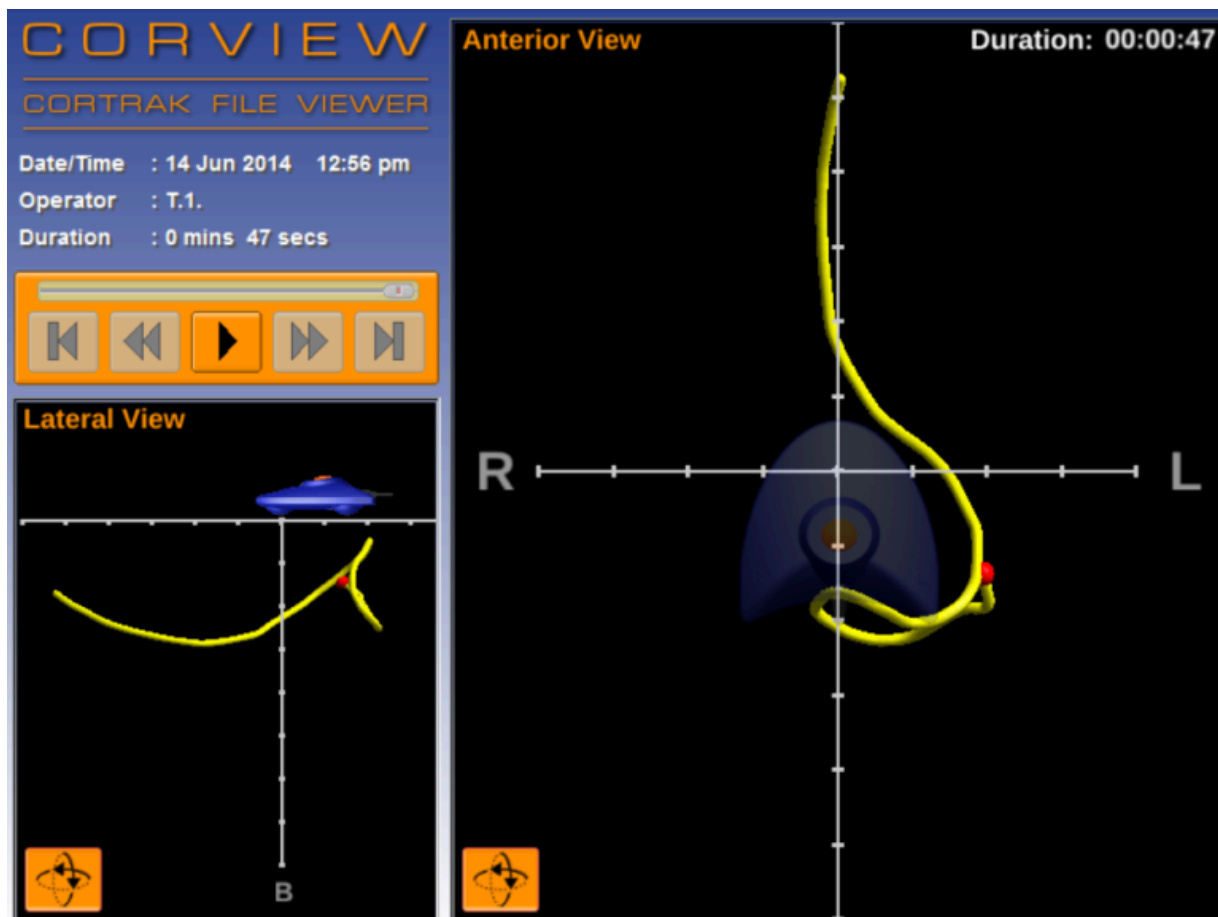 CORVIEW
CORTRAK FILE VIEWER
Date/Time : 14 Jun 2014 12:56 pm
Operator : T.1.
Duration : 0 mins 47 secs
Lateral View
B
Anterior View
Duration: 00:00:47
R
L